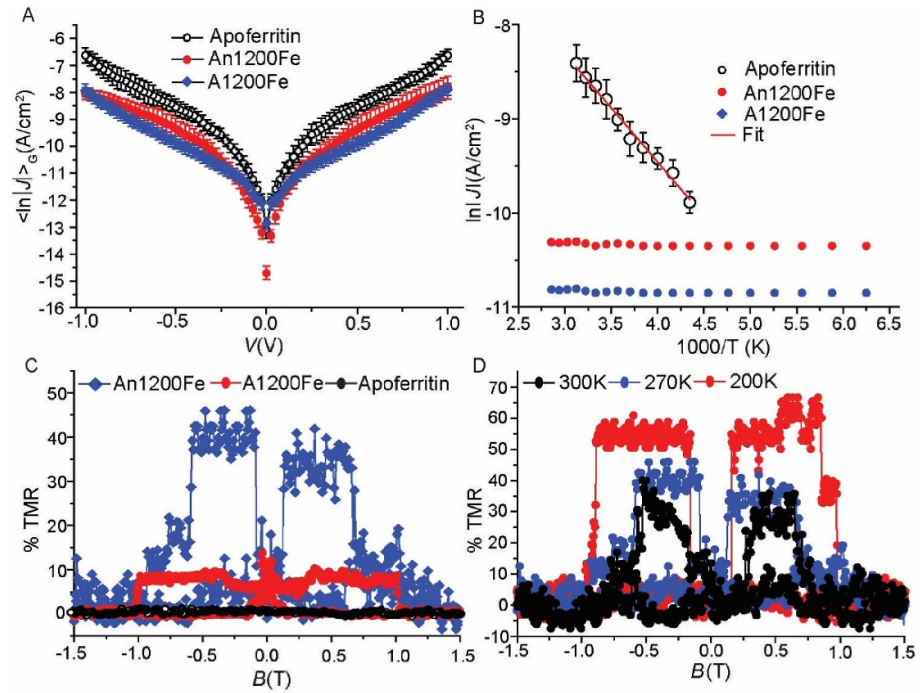 A
Apoferritin
An1200Fe
A1200Fe
<ln|J|>G(A/cm²)
-6
-7
-8
-9
-10
-11
-12
-13
-14
-15
-16
-1.0
-0.5
0.0
0.5
1.0
V(V)
B
Apoferritin
An1200Fe
A1200Fe
Fit
ln|J|(A/cm²)
-8
-9
-10
-11
2.5
3.0
3.5
4.0
4.5
5.0
5.5
6.0
6.5
1000/T (K)
C
An1200Fe
A1200Fe
Apoferritin
% TMR
50
40
30
20
10
0
-1.5
-1.0
-0.5
0.0
0.5
1.0
1.5
B(T)
D
300K
270K
200K
% TMR
70
60
50
40
30
20
10
0
-10
-1.5
-1.0
-0.5
0.0
0.5
1.0
1.5
B(T)